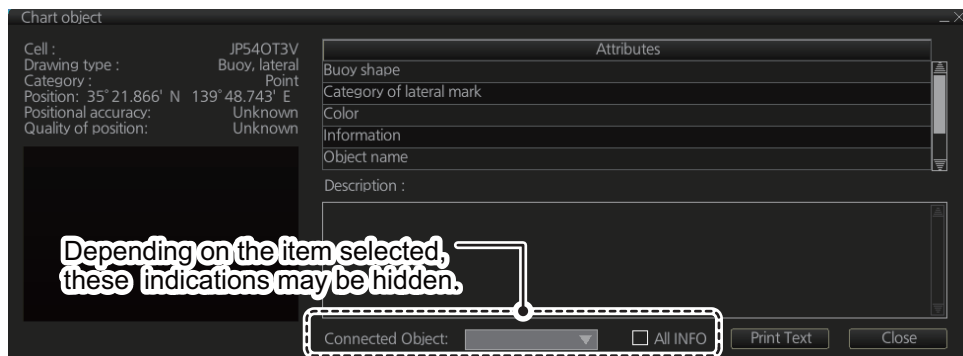 Chart object
Cell : JP54OT3V
Drawing type : Buoy, lateral
Category : Point
Position: 35°21.866' N 139°48.743' E
Positional accuracy: Unknown
Quality of position: Unknown
Attributes
Buoy shape
Category of lateral mark
Color
Information
Object name
Description :
Depending on the item selected,
these indications may be hidden.
Connected Object:
All INFO
Print Text
Close